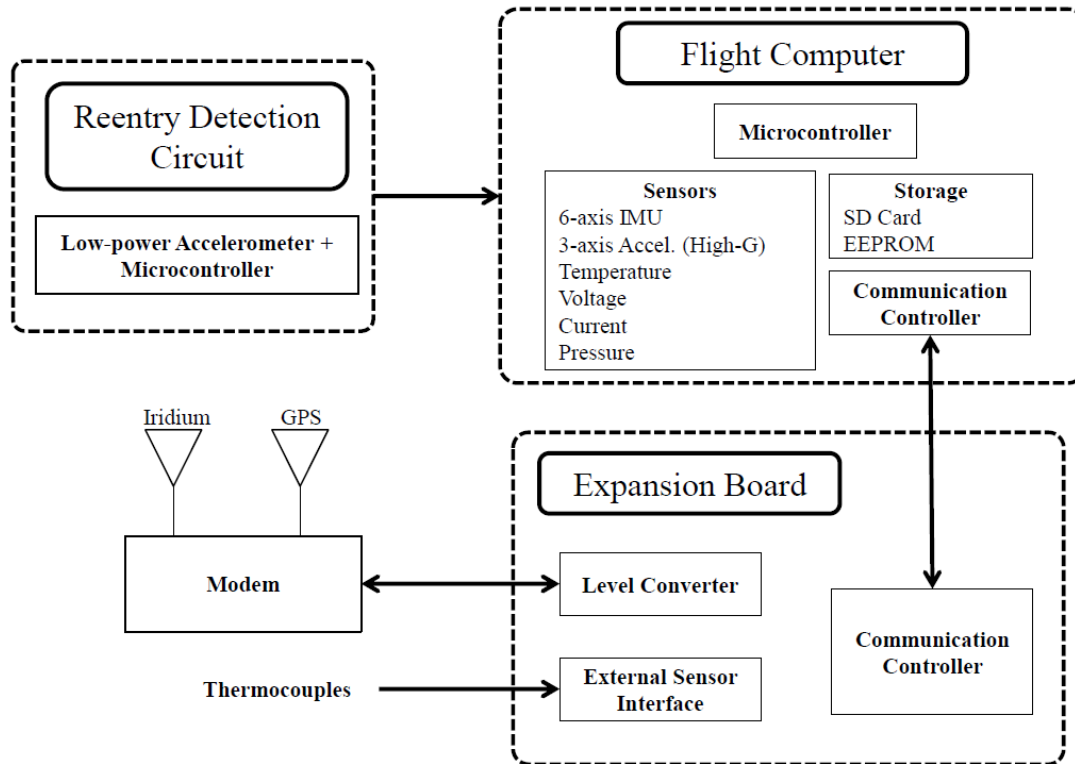 Reentry Detection
Circuit
Low-power Accelerometer +
Microcontroller
Flight Computer
Microcontroller
Sensors
6-axis IMU
3-axis Accel. (High-G)
Temperature
Voltage
Current
Pressure
Storage
SD Card
EEPROM
Communication
Controller
Iridium
GPS
Modem
Thermocouples
Expansion Board
Level Converter
External Sensor
Interface
Communication
Controller